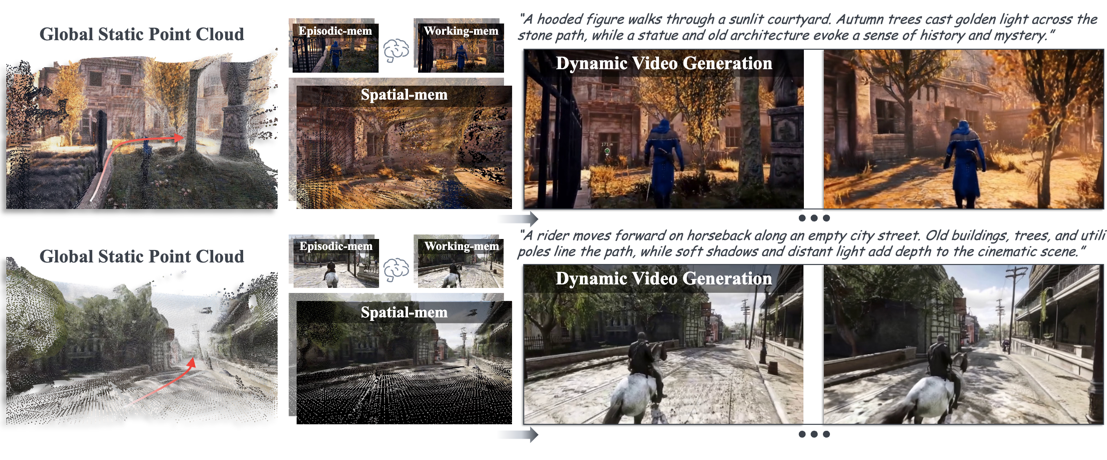 Global Static Point Cloud
Episodic-mem
Working-mem
Spatial-mem
“A hooded figure walks through a sunlit courtyard. Autumn trees cast golden light across the
stone path, while a statue and old architecture evoke a sense of history and mystery.”
Dynamic Video Generation
Global Static Point Cloud
Episodic-mem
Working-mem
Spatial-mem
“A rider moves forward on horseback along an empty city street. Old buildings, trees, and utili
poles line the path, while soft shadows and distant light add depth to the cinematic scene.”
Dynamic Video Generation